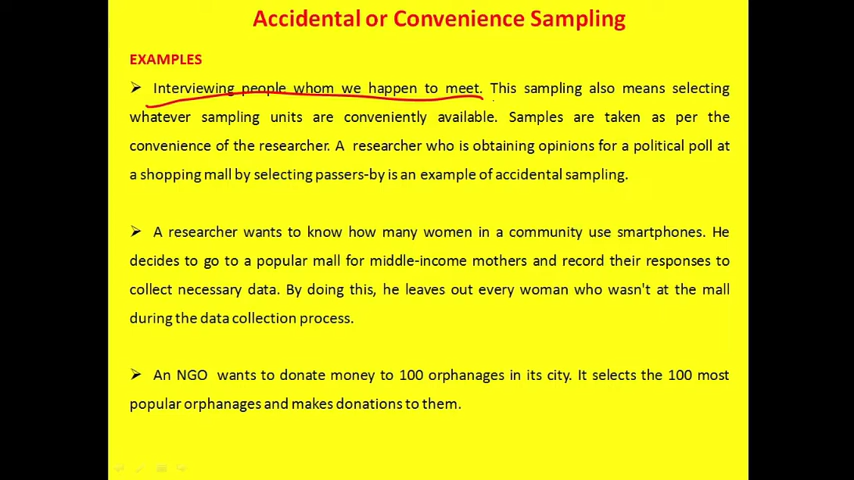 Accidental or Convenience Sampling
EXAMPLES
➢ Interviewing people whom we happen to meet. This sampling also means selecting
whatever sampling units are conveniently available. Samples are taken as per the
convenience of the researcher. A researcher who is obtaining opinions for a political poll at
a shopping mall by selecting passers-by is an example of accidental sampling.
➢ A researcher wants to know how many women in a community use smartphones. He
decides to go to a popular mall for middle-income mothers and record their responses to
collect necessary data. By doing this, he leaves out every woman who wasn't at the mall
during the data collection process.
➢ An NGO wants to donate money to 100 orphanages in its city. It selects the 100 most
popular orphanages and makes donations to them.